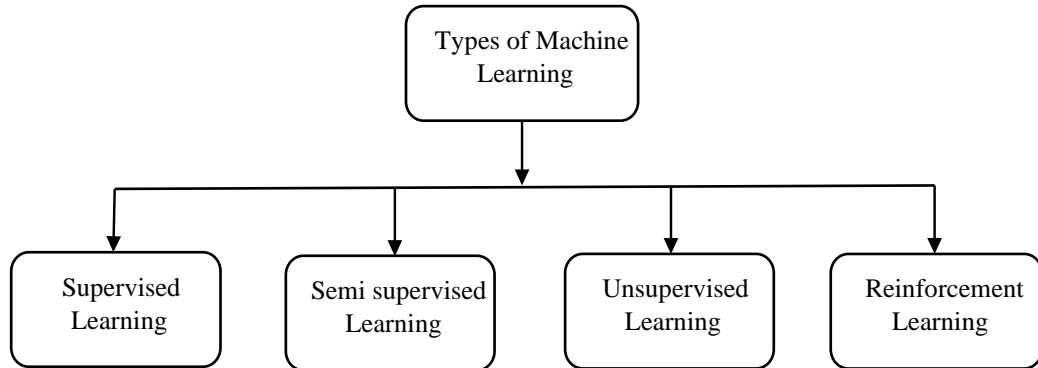 Types of Machine
Learning
Supervised
Learning
Semi supervised
Learning
Unsupervised
Learning
Reinforcement
Learning